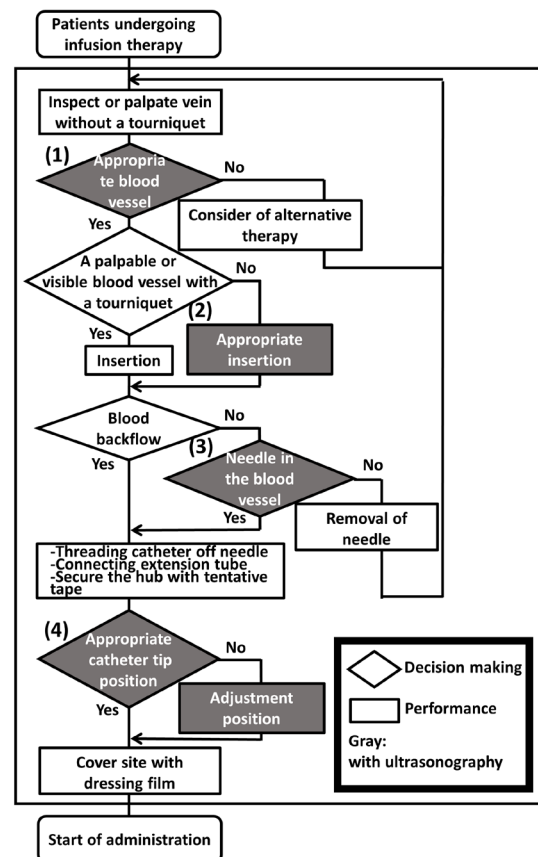 Patients undergoing
infusion therapy
Inspect or palpate vein
without a tourniquet
(1)
Appropria
te blood
vessel
No
Consider of alternative
therapy
Yes
A palpable or
visible blood vessel with
a tourniquet
No
(2)
Yes
Appropriate
insertion
Insertion
Blood
backflow
No
(3)
Yes
Needle in
the blood
vessel
No
Yes
Removal of
needle
-Threading catheter off needle
-Connecting extension tube
-Secure the hub with tentative
tape
(4)
Appropriate
catheter tip
position
No
Yes
Adjustment
position
Cover site with
dressing film
Start of administration
Decision making
Performance
Gray:
with ultrasonography